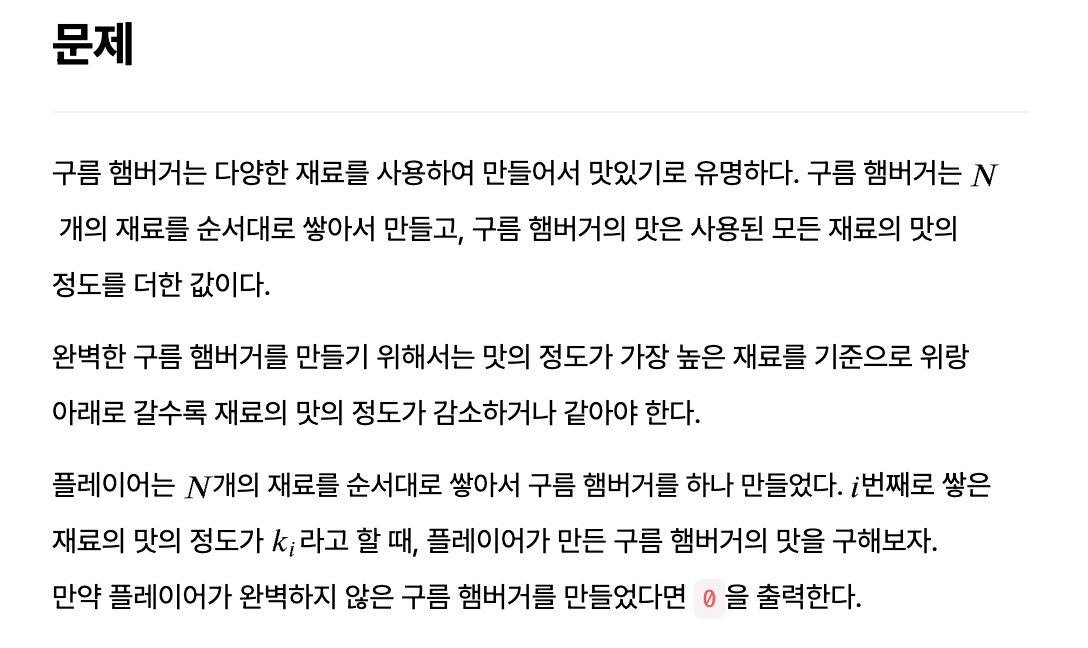 문제
구름 햄버거는 다양한 재료를 사용하여 만들어서 맛있기로 유명하다. 구름 햄버거는 N
개의 재료를 순서대로 쌓아서 만들고, 구름 햄버거의 맛은 사용된 모든 재료의 맛의
정도를 더한 값이다.
완벽한 구름 햄버거를 만들기 위해서는 맛의 정도가 가장 높은 재료를 기준으로 위랑
아래로 갈수록 재료의 맛의 정도가 감소하거나 같아야 한다.
플레이어는 N개의 재료를 순서대로 쌓아서 구름 햄버거를 하나 만들었다. i번째로 쌓은
재료의 맛의 정도가 k_i라고 할 때, 플레이어가 만든 구름 햄버거의 맛을 구해보자.
만약 플레이어가 완벽하지 않은 구름 햄버거를 만들었다면 0을 출력한다.